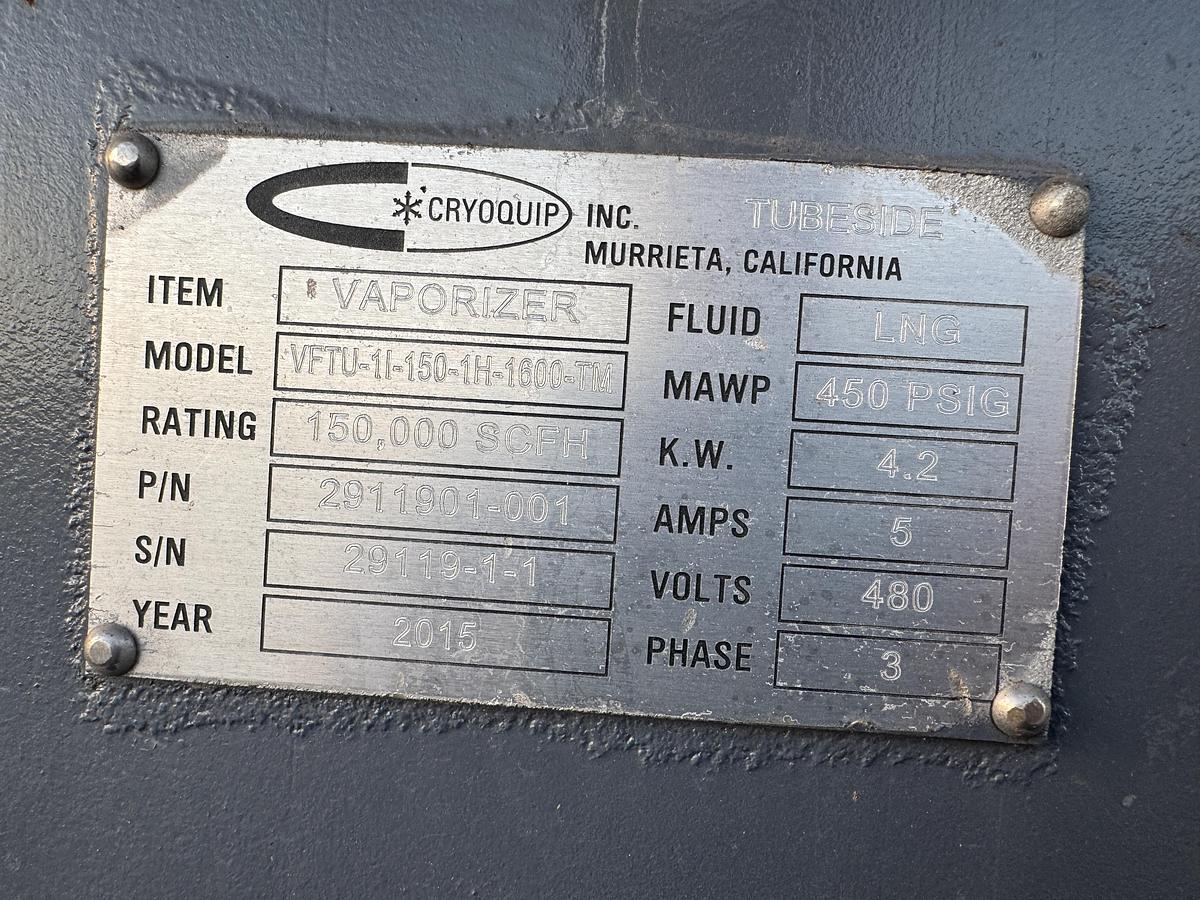 CRYOQUIP INC. TUBESIDE
MURRIETA, CALIFORNIA
ITEM VAPORIZER
MODEL VFTU-1I-150-1H-1600-TM
RATING 150,000 SCFH
P/N 2911901-001
S/N 29119-1-1
YEAR 2015
FLUID LNG
MAWP 450 PSIG
K.W. 4.2
AMPS 5
VOLTS 480
PHASE 3